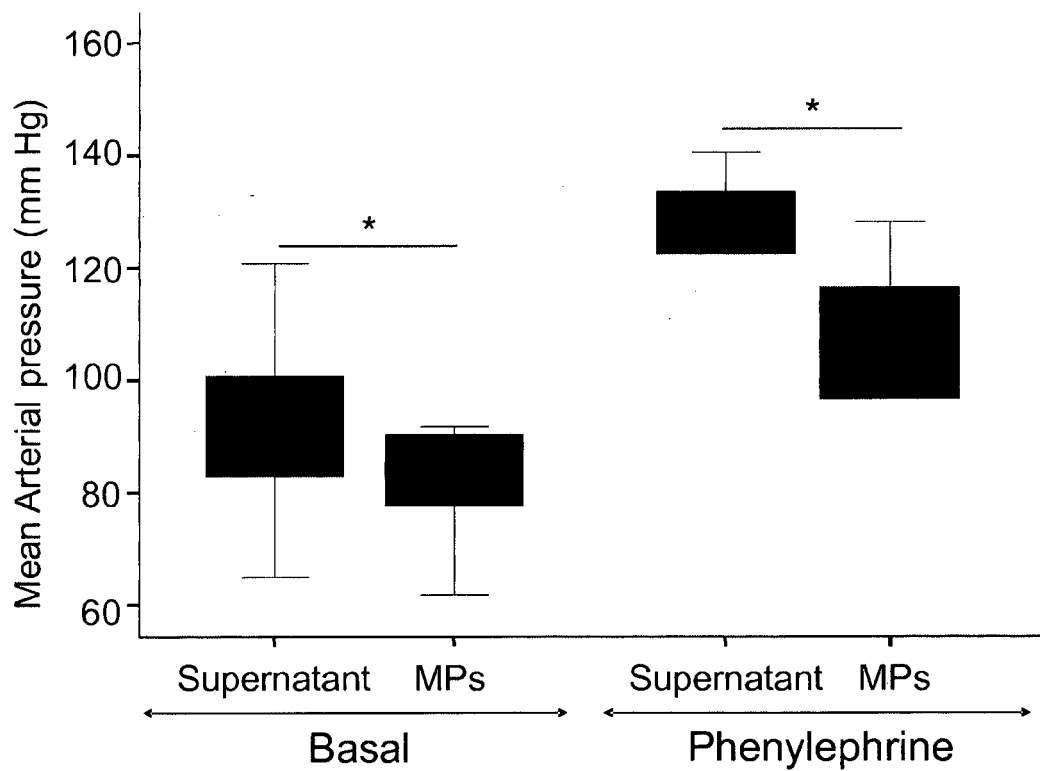 Mean Arterial pressure (mm Hg)
160
140
120
100
80
60
*
*
Supernatant MPs Supernatant MPs
Basal Phenylephrine